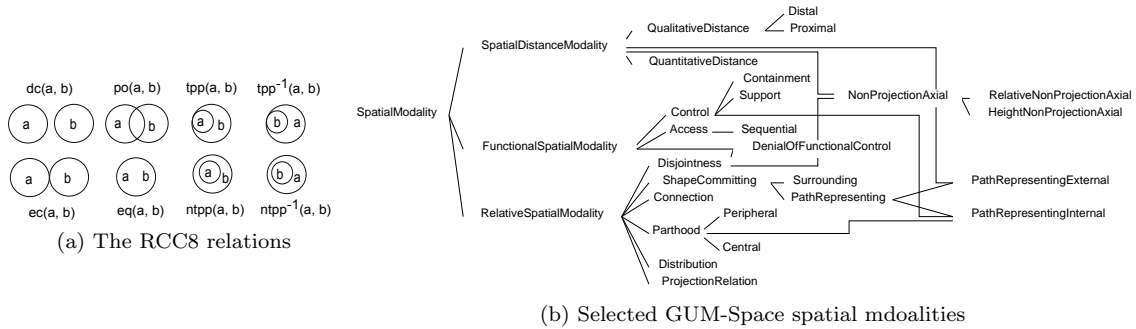 dc(a, b) po(a, b) tpp(a, b) tpp-1(a, b)
a b a b a b b a
a b a b a b b a
ec(a, b) eq(a, b) ntpp(a, b) ntpp-1(a, b)
(a) The RCC8 relations
SpatialModality
SpatialDistanceModality
FunctionalSpatialModality
RelativeSpatialModality
QualitativeDistance
Distal
Proximal
QuantitativeDistance
Containment
Support
Control
Access
Sequential
DenialOfFunctionalControl
Disjointness
ShapeCommitting
Surrounding
PathRepresenting
Connection
Peripheral
Parthood
Central
Distribution
ProjectionRelation
NonProjectionAxial
RelativeNonProjectionAxial
HeightNonProjectionAxial
PathRepresentingExternal
PathRepresentingInternal
(b) Selected GUM-Space spatial mdoalities